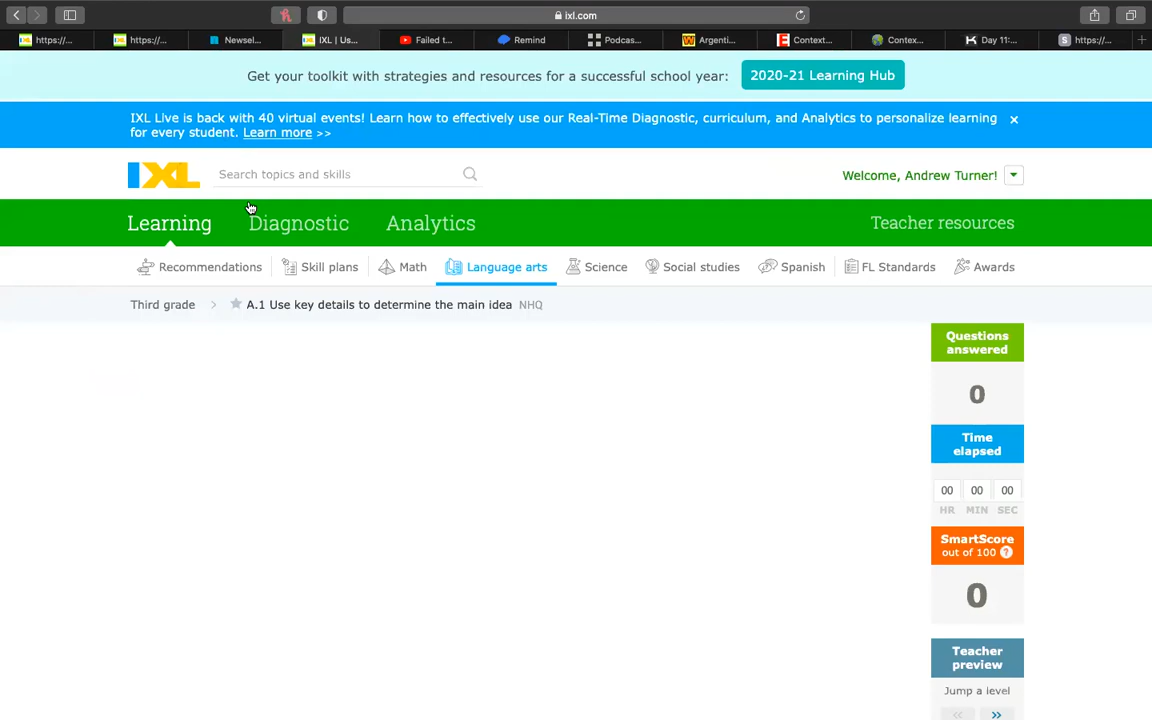 ixl.com
https://...
https://...
Newsel...
IXL | Us...
Failed t...
Remind
Podcas...
Argenti...
Context...
Contex...
Day 11:...
https://...
Get your toolkit with strategies and resources for a successful school year:
2020-21 Learning Hub
IXL Live is back with 40 virtual events! Learn how to effectively use our Real-Time Diagnostic, curriculum, and Analytics to personalize learning
for every student. Learn more >>
IXL
Search topics and skills
Welcome, Andrew Turner!
Learning
Diagnostic
Analytics
Teacher resources
Recommendations
Skill plans
Math
Language arts
Science
Social studies
Spanish
FL Standards
Awards
Third grade
A.1 Use key details to determine the main idea NHQ
Questions
answered
0
Time
elapsed
00 00 00
HR MIN SEC
SmartScore
out of 100 ?
0
Teacher
preview
Jump a level
<< >>